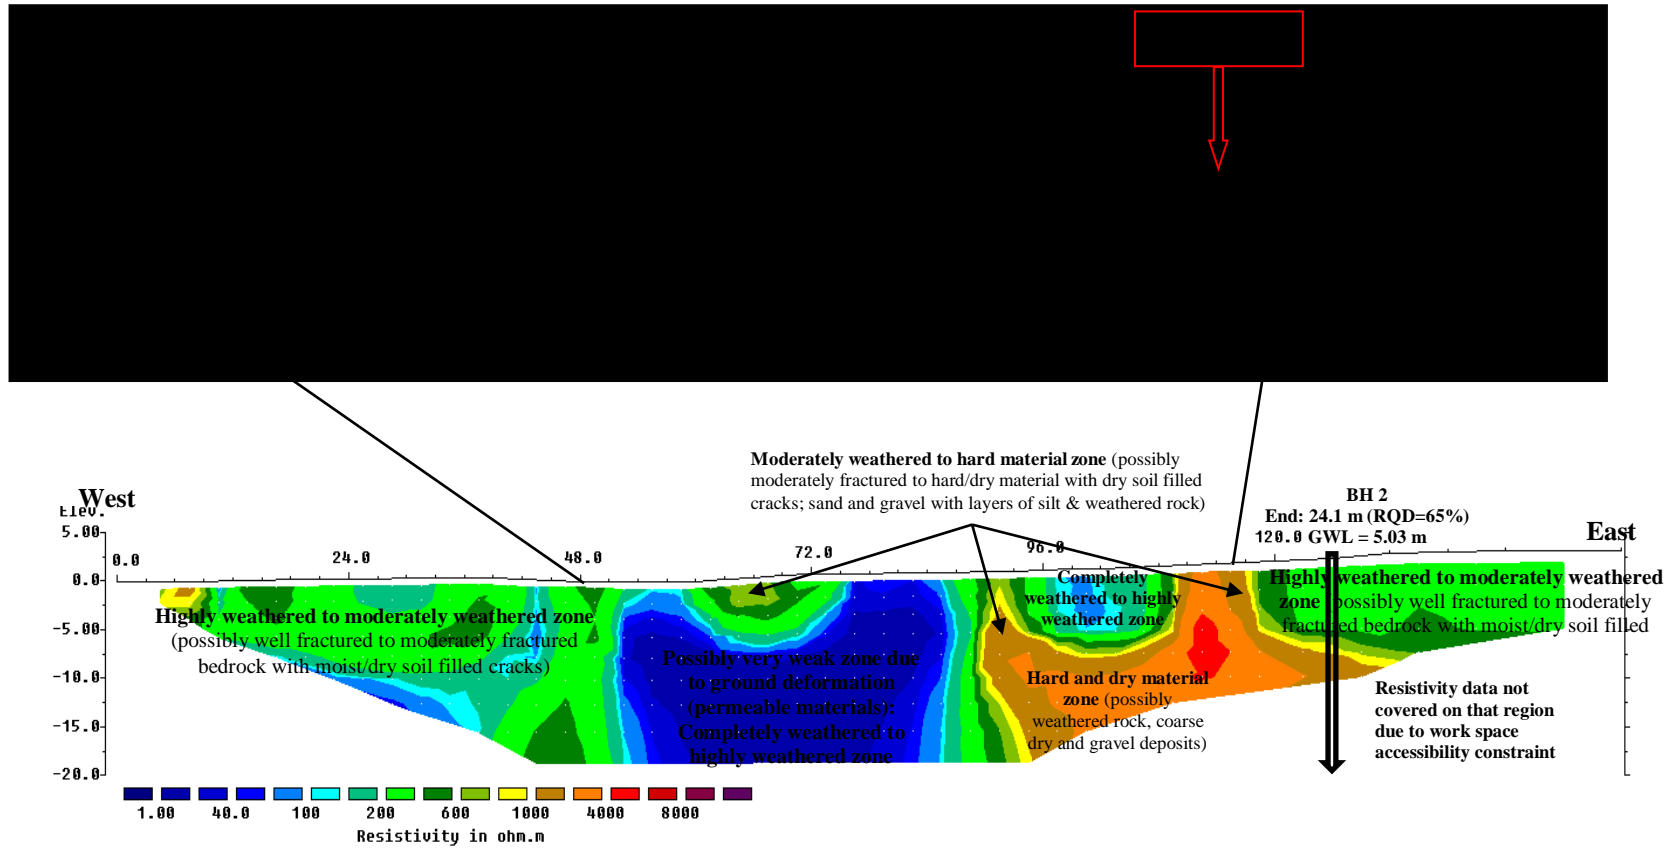 Moderately weathered to hard material zone (possibly
moderately fractured to hard/dry material with dry soil filled
cracks; sand and gravel with layers of silt & weathered rock)
BH 2
End: 24.1 m (RQD=65%)
GWL = 5.03 m
West
East
Elev.
5.00
0.0
-5.00
-10.0
-15.0
-20.0
0.0
24.0
48.0
72.0
96.0
120.0
Highly weathered to moderately weathered zone
(possibly well fractured to moderately fractured
bedrock with moist/dry soil filled cracks)
Possibly very weak zone due
to ground deformation
(permeable materials):
Completely weathered to
highly weathered zone
Completely
weathered to highly
weathered zone
Hard and dry material
zone (possibly
weathered rock, coarse
dry and gravel deposits)
Highly weathered to moderately weathered
zone (possibly well fractured to moderately
fractured bedrock with moist/dry soil filled
Resistivity data not
covered on that region
due to work space
accessibility constraint
1.00 40.0 100 200 600 1000 4000 8000
Resistivity in ohm.m